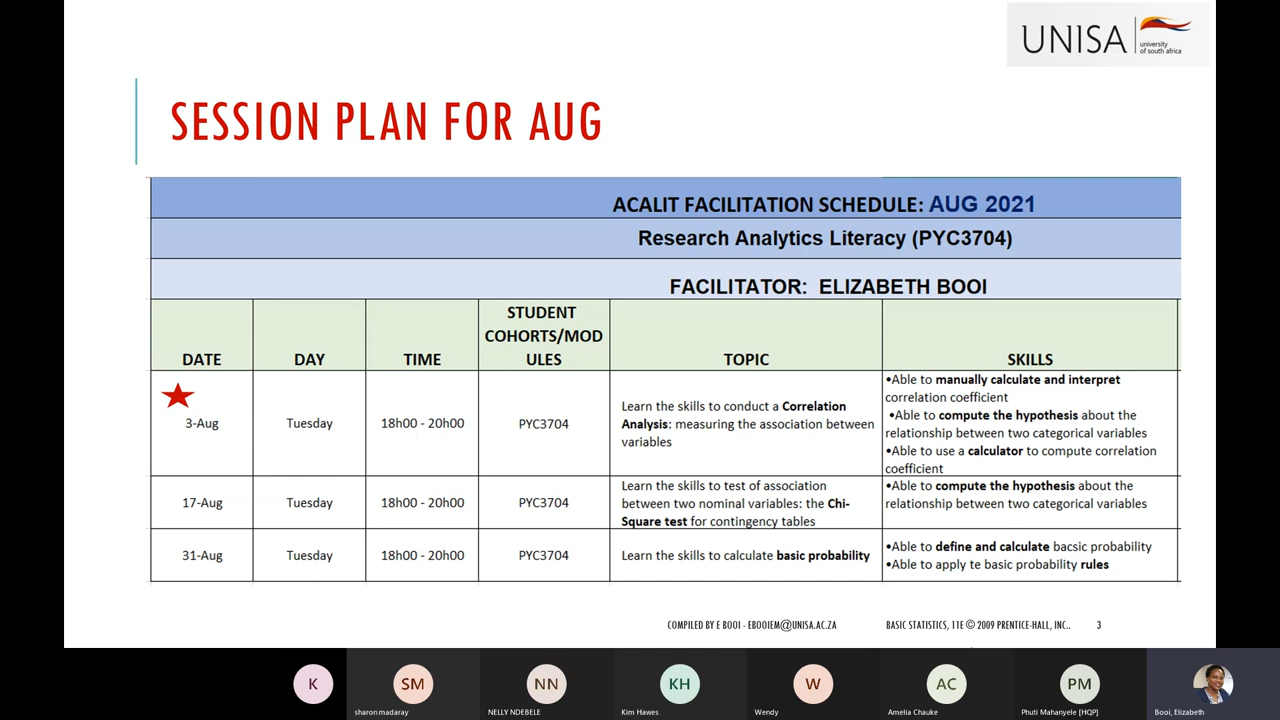 UNISA
university
of south africa
SESSION PLAN FOR AUG
ACALIT FACILITATION SCHEDULE: AUG 2021
Research Analytics Literacy (PYC3704)
FACILITATOR: ELIZABETH BOOI
DATE
DAY
TIME
STUDENT
COHORTS/MOD
ULES
TOPIC
SKILLS
3-Aug
Tuesday
18h00 - 20h00
PYC3704
Learn the skills to conduct a Correlation
Analysis: measuring the association between
variables
•Able to manually calculate and interpret
correlation coefficient
•Able to compute the hypothesis about the
relationship between two categorical variables
•Able to use a calculator to compute correlation
coefficient
17-Aug
Tuesday
18h00 - 20h00
PYC3704
Learn the skills to test of association
between two nominal variables: the Chi-
Square test for contingency tables
•Able to compute the hypothesis about the
relationship between two categorical variables
31-Aug
Tuesday
18h00 - 20h00
PYC3704
Learn the skills to calculate basic probability
•Able to define and calculate bacsic probability
•Able to apply te basic probability rules
COMPILED BY E BOOI - EBOOIEM@UNISA.AC.ZA
BASIC STATISTICS, 11E © 2009 PRENTICE-HALL, INC..
3
K
SM
NN
KH
W
AC
PM
sharon madaray
NELLY NDEBELE
Kim Hawes
Wendy
Amelia Chauke
Phuti Mahanyele [HQP]
Booi, Elizabeth